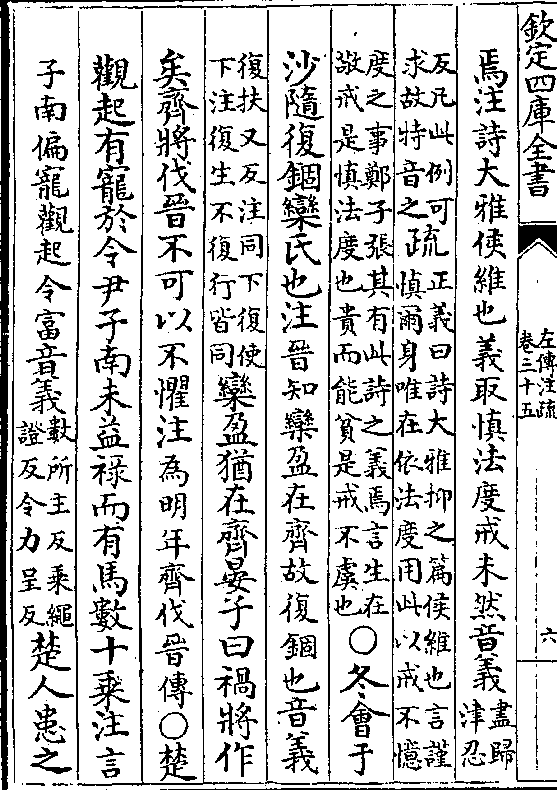 欽定四庫全書
左傳注疏
卷三十五
六
焉注詩大雅侯維也義取慎法度戒未然音義
盡歸
津忍
反凡此例可
求故特音之
疏
正義曰詩大雅抑之篇侯維也言謹
慎爾身唯在依法度用此以戒不億
度之事鄭子張其有此詩之義焉言生在
敬戒是慎法度也貴而能貧是戒不虞也
○冬會于
沙隨復錮欒氏也注晉知欒盈在齊故復錮也音義
復扶又反注同下復使
下注復生不復行皆同
欒盈猶在齊晏子曰禍將作
矣齊將伐晉不可以不懼注為明年齊伐晉傳○楚
觀起有寵於令尹子南未益祿而有馬數十乘注言
子南偏寵觀起令富音義
數所主反乘繩
證反令力呈反
楚人患之